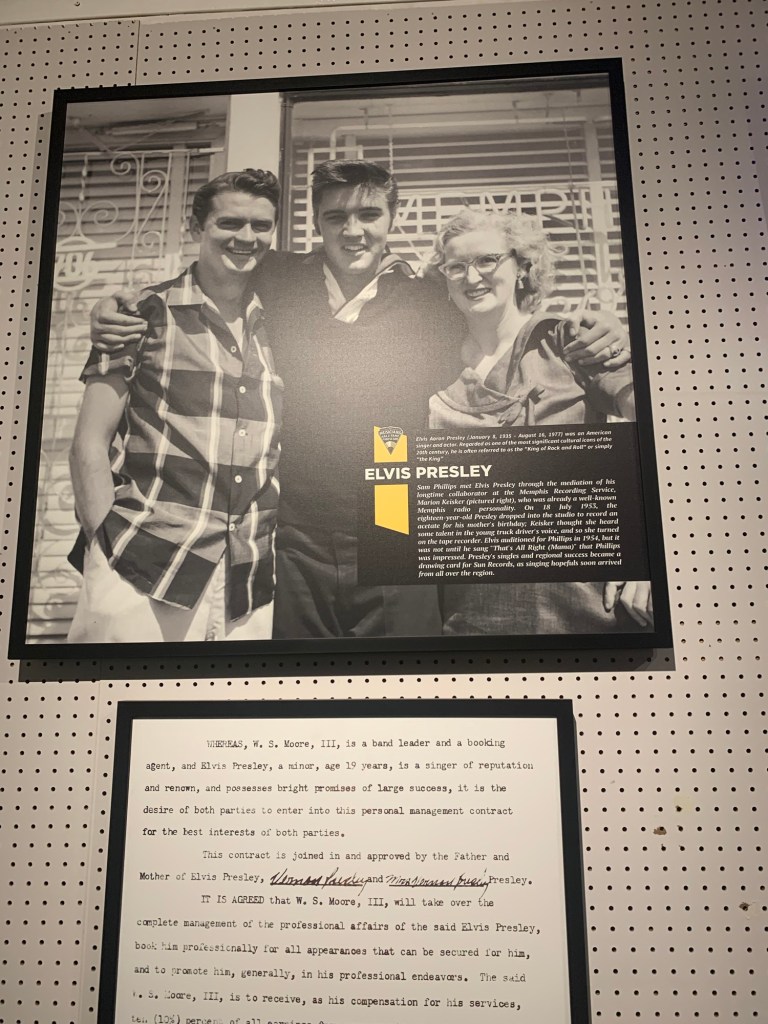 MEMPHI
706
MUSICIANS
HALL OF FAME
Elvis Aaron Presley (January 8, 1935 – August 16, 1977) was an American
singer and actor. Regarded as one of the most significant cultural icons of the
20th century, he is often referred to as the "King of Rock and Roll" or simply
"the King"
ELVIS PRESLEY
Sam Phillips met Elvis Presley through the mediation of his
longtime collaborator at the Memphis Recording Service,
Marion Keisker (pictured right), who was already a well-known
Memphis radio personality. On 18 July 1953, the
eighteen-year-old Presley dropped into the studio to record an
acetate for his mother's birthday; Keisker thought she heard
some talent in the young truck driver's voice, and so she turned
on the tape recorder. Elvis auditioned for Phillips in 1954, but it
was not until he sang "That's All Right (Mama)" that Phillips
was impressed. Presley's singles and regional success became a
drawing card for Sun Records, as singing hopefuls soon arrived
from all over the region.
WHEREAS, W. S. Moore, III, is a band leader and a booking
agent, and Elvis Presley, a minor, age 19 years, is a singer of reputation
and renown, and possesses bright promises of large success, it is the
desire of both parties to enter into this personal management contract
for the best interests of both parties.
This contract is joined in and approved by the Father and
Mother of Elvis Presley, Vernon Presley and Mrs Vernon Presley Presley.
IT IS AGREED that W. S. Moore, III, will take over the
complete management of the professional affairs of the said Elvis Presley,
book him professionally for all appearances that can be secured for him,
and to promote him, generally, in his professional endeavors. The said
W. S. Moore, III, is to receive, as his compensation for his services,
ten (10%) percent of all earnings